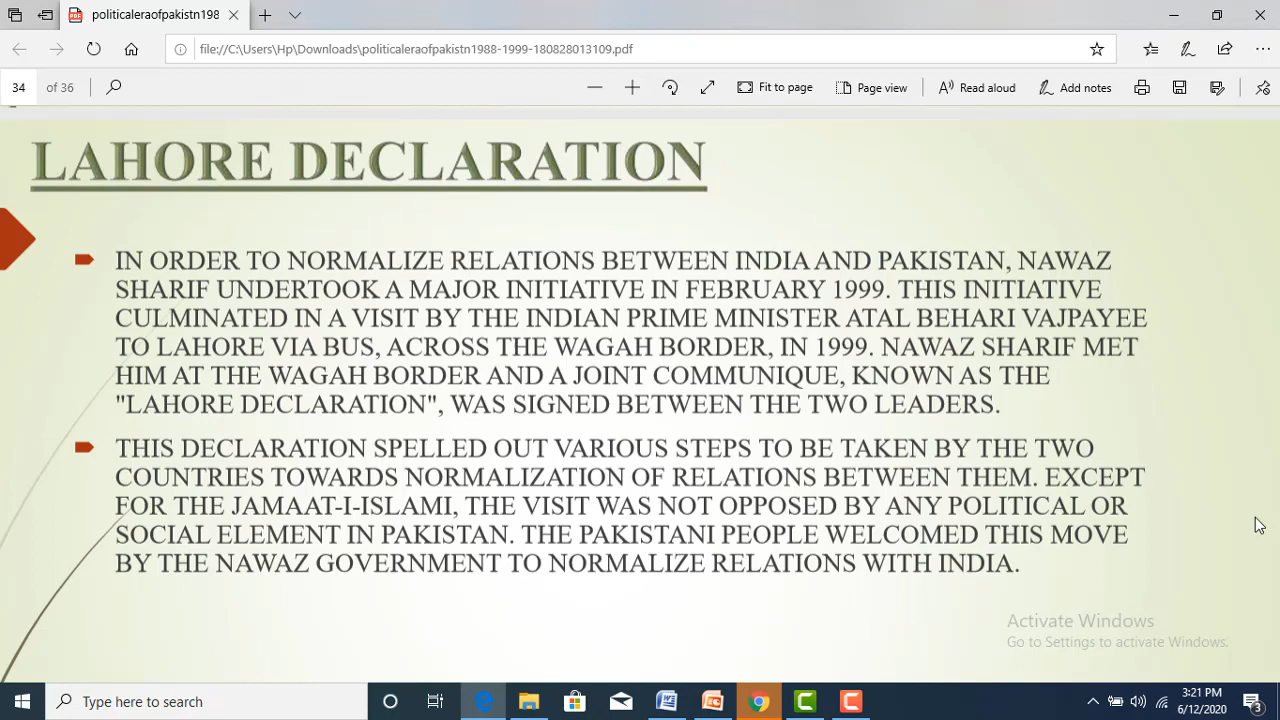 politicaleraofpakistn198
file://C:\Users\Hp\Downloads\politicaleraofpakistn1988-1999-180828013109.pdf
34 of 36
Fit to page
Page view
Read aloud
Add notes
LAHORE DECLARATION
IN ORDER TO NORMALIZE RELATIONS BETWEEN INDIA AND PAKISTAN, NAWAZ
SHARIF UNDERTOOK A MAJOR INITIATIVE IN FEBRUARY 1999. THIS INITIATIVE
CULMINATED IN A VISIT BY THE INDIAN PRIME MINISTER ATAL BEHARI VAJPAYEE
TO LAHORE VIA BUS, ACROSS THE WAGAH BORDER, IN 1999. NAWAZ SHARIF MET
HIM AT THE WAGAH BORDER AND A JOINT COMMUNIQUE, KNOWN AS THE
"LAHORE DECLARATION", WAS SIGNED BETWEEN THE TWO LEADERS.
THIS DECLARATION SPELLED OUT VARIOUS STEPS TO BE TAKEN BY THE TWO
COUNTRIES TOWARDS NORMALIZATION OF RELATIONS BETWEEN THEM. EXCEPT
FOR THE JAMAAT-I-ISLAMI, THE VISIT WAS NOT OPPOSED BY ANY POLITICAL OR
SOCIAL ELEMENT IN PAKISTAN. THE PAKISTANI PEOPLE WELCOMED THIS MOVE
BY THE NAWAZ GOVERNMENT TO NORMALIZE RELATIONS WITH INDIA.
Activate Windows
Go to Settings to activate Windows.
Type here to search
3:21 PM
6/12/2020
3